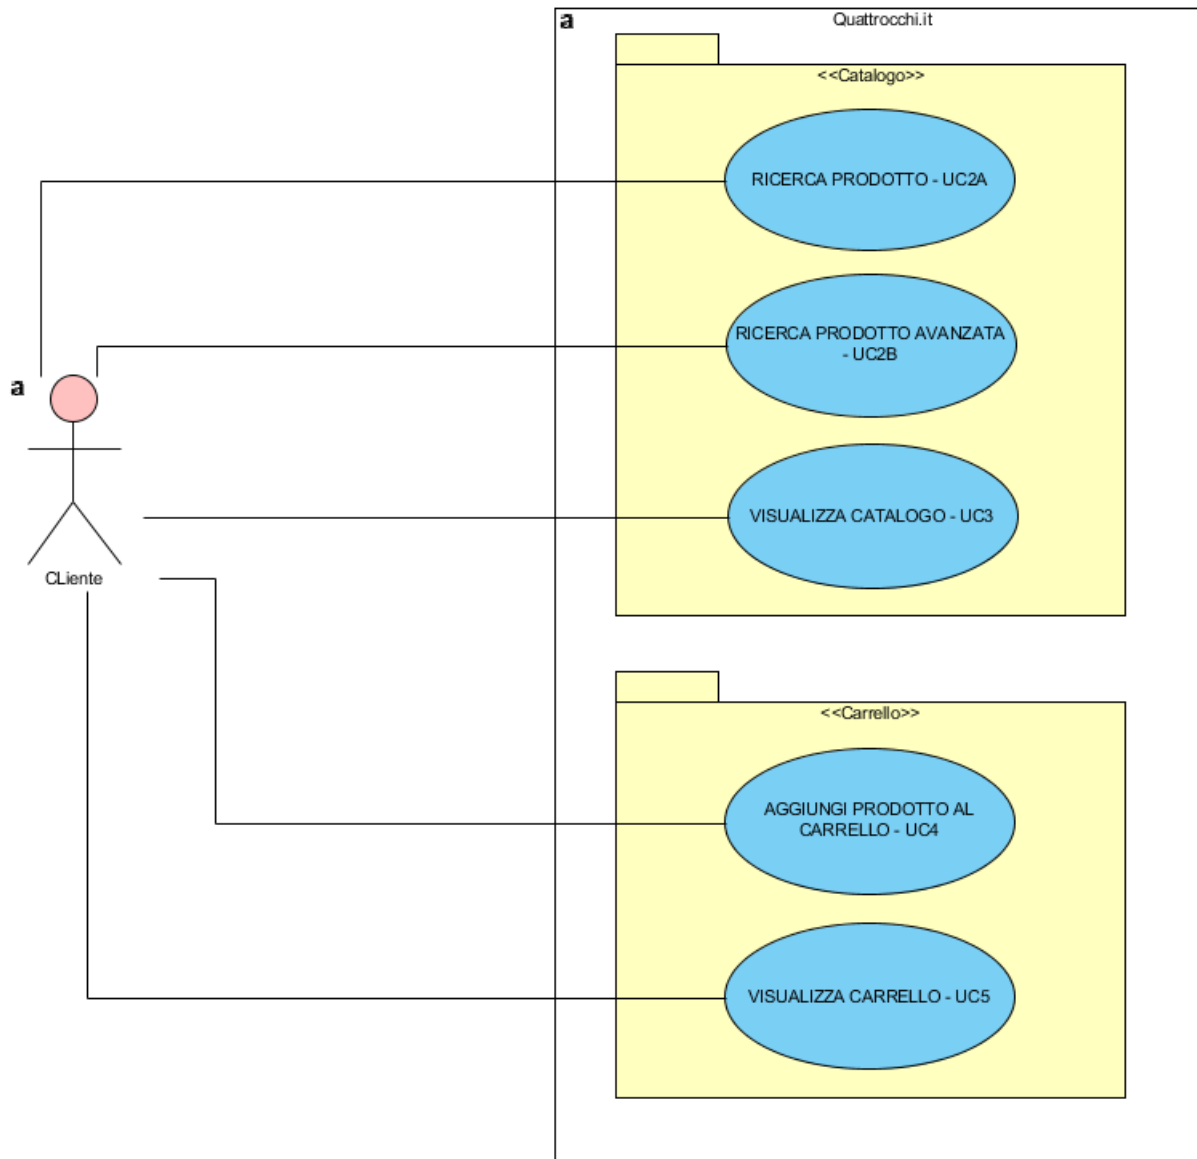 a
Quattrocchi.it
<<Catalogo>>
RICERCA PRODOTTO - UC2A
RICERCA PRODOTTO AVANZATA
- UC2B
a
VISUALIZZA CATALOGO - UC3
CLiente
<<Carrello>>
AGGIUNGI PRODOTTO AL
CARRELLO - UC4
VISUALIZZA CARRELLO - UC5